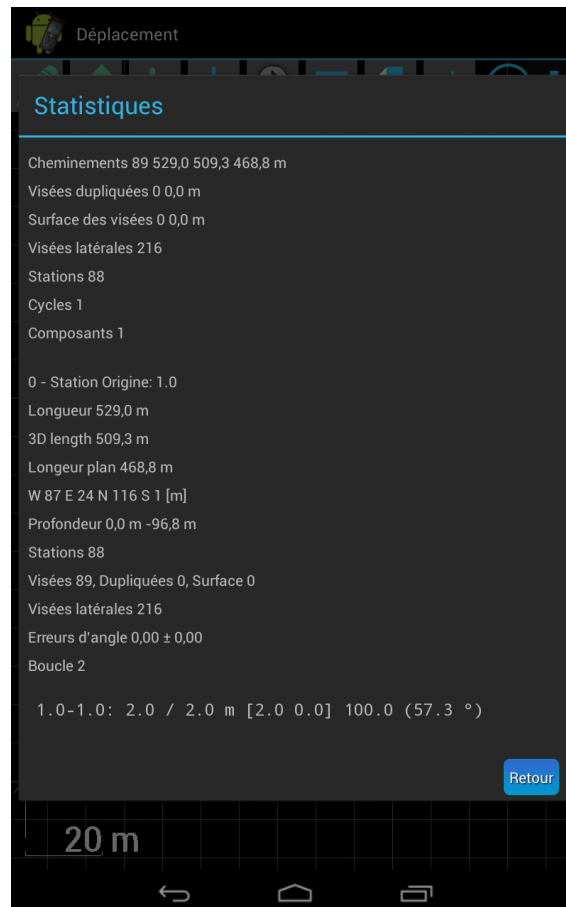 Déplacement
Statistiques
Cheminements 89 529,0 509,3 468,8 m
Visées dupliquées 0 0,0 m
Surface des visées 0 0,0 m
Visées latérales 216
Stations 88
Cycles 1
Composants 1
0 - Station Origine: 1.0
Longueur 529,0 m
3D length 509,3 m
Longeur plan 468,8 m
W 87 E 24 N 116 S 1 [m]
Profondeur 0,0 m -96,8 m
Stations 88
Visées 89, Dupliquées 0, Surface 0
Visées latérales 216
Erreurs d'angle 0,00 ± 0,00
Boucle 2
1.0-1.0: 2.0 / 2.0 m [2.0 0.0] 100.0 (57.3 °)
Retour
20 m